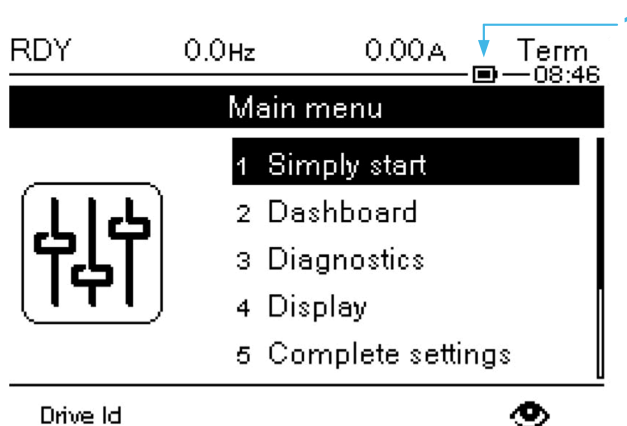 RDY 0.0Hz 0.00A Term
08:46
Main menu
1 Simply start
2 Dashboard
3 Diagnostics
4 Display
5 Complete settings
Drive Id